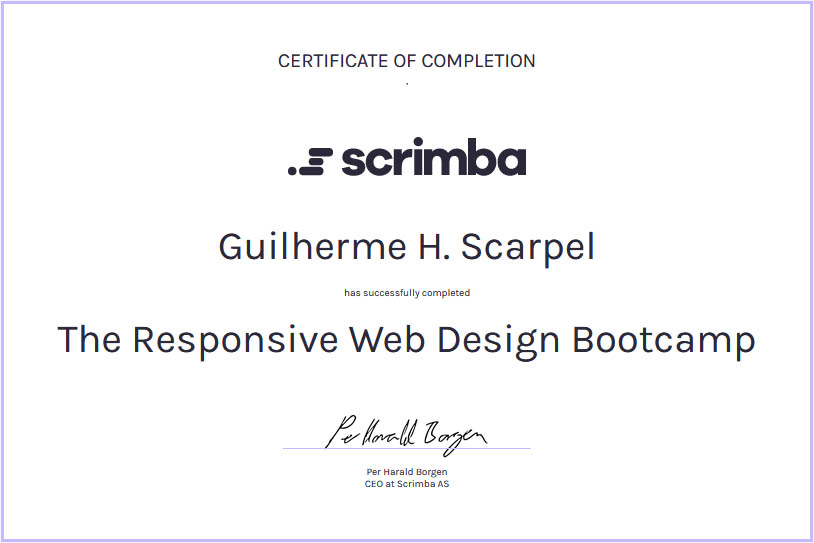 CERTIFICATE OF COMPLETION
.
scrimba
Guilherme H. Scarpel
has successfully completed
The Responsive Web Design Bootcamp
Per Harald Borgen
Per Harald Borgen
CEO at Scrimba AS